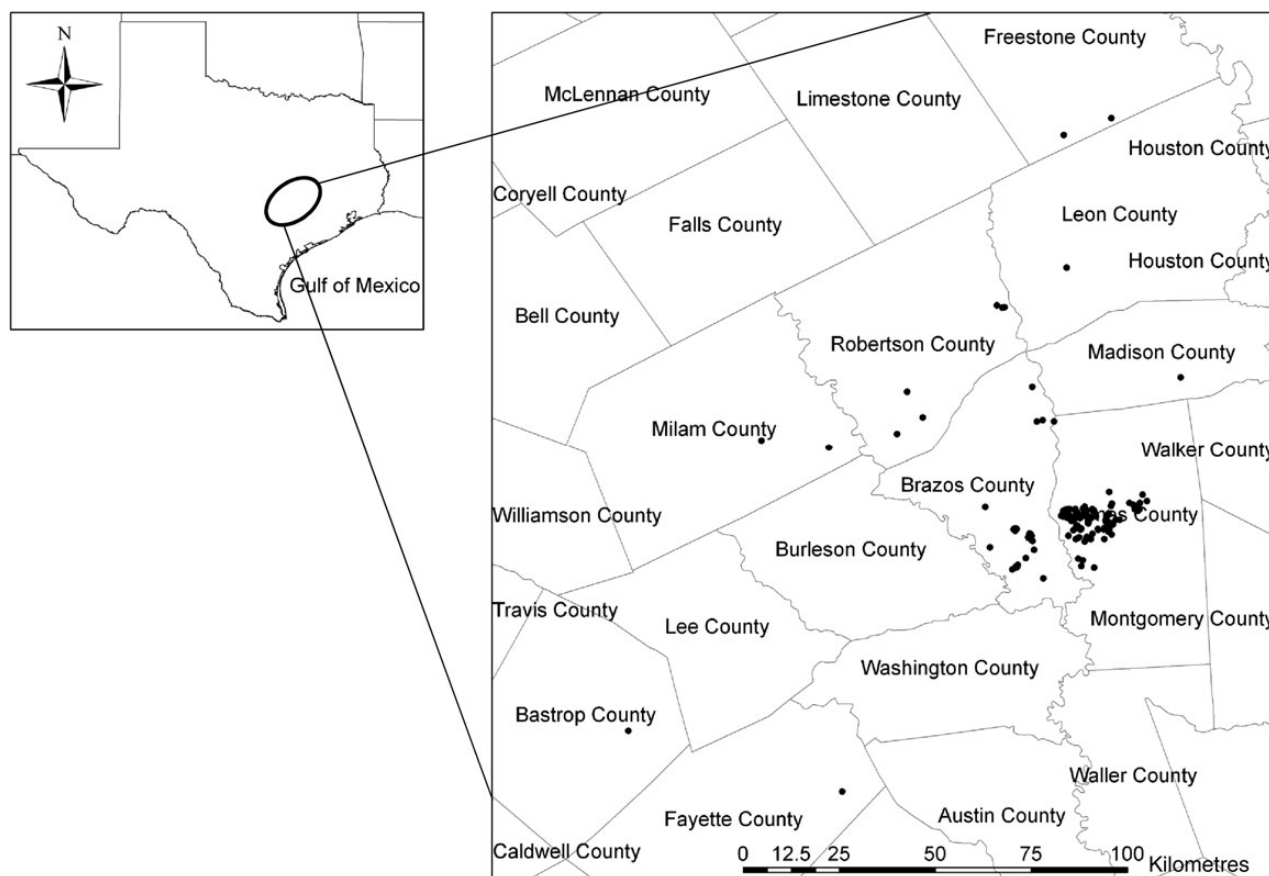 N
Gulf of Mexico
Freestone County
McLennan County
Limestone County
Houston County
Coryell County
Leon County
Falls County
Houston County
Bell County
Robertson County
Madison County
Milam County
Walker County
Brazos County
Williamson County
County
Burleson County
Travis County
Lee County
Montgomery County
Washington County
Bastrop County
Waller County
Fayette County
Austin County
Caldwell County
0 12.5 25 50 75 100
Kilometres